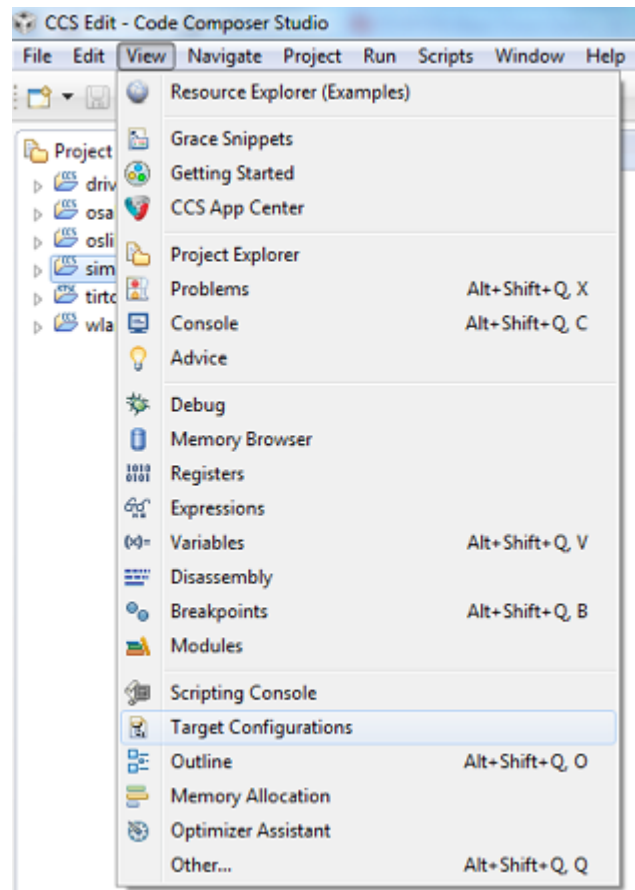 CCS Edit - Code Composer Studio
File Edit View Navigate Project Run Scripts Window Help
Resource Explorer (Examples)
Project
Grace Snippets
Getting Started
driv
CCS App Center
osa
osli
Project Explorer
sim
Problems Alt+Shift+Q, X
tirto
Console Alt+Shift+Q, C
wla
Advice
Debug
Memory Browser
Registers
Expressions
Variables Alt+Shift+Q, V
Disassembly
Breakpoints Alt+Shift+Q, B
Modules
Scripting Console
Target Configurations
Outline Alt+Shift+Q, O
Memory Allocation
Optimizer Assistant
Other... Alt+Shift+Q, Q